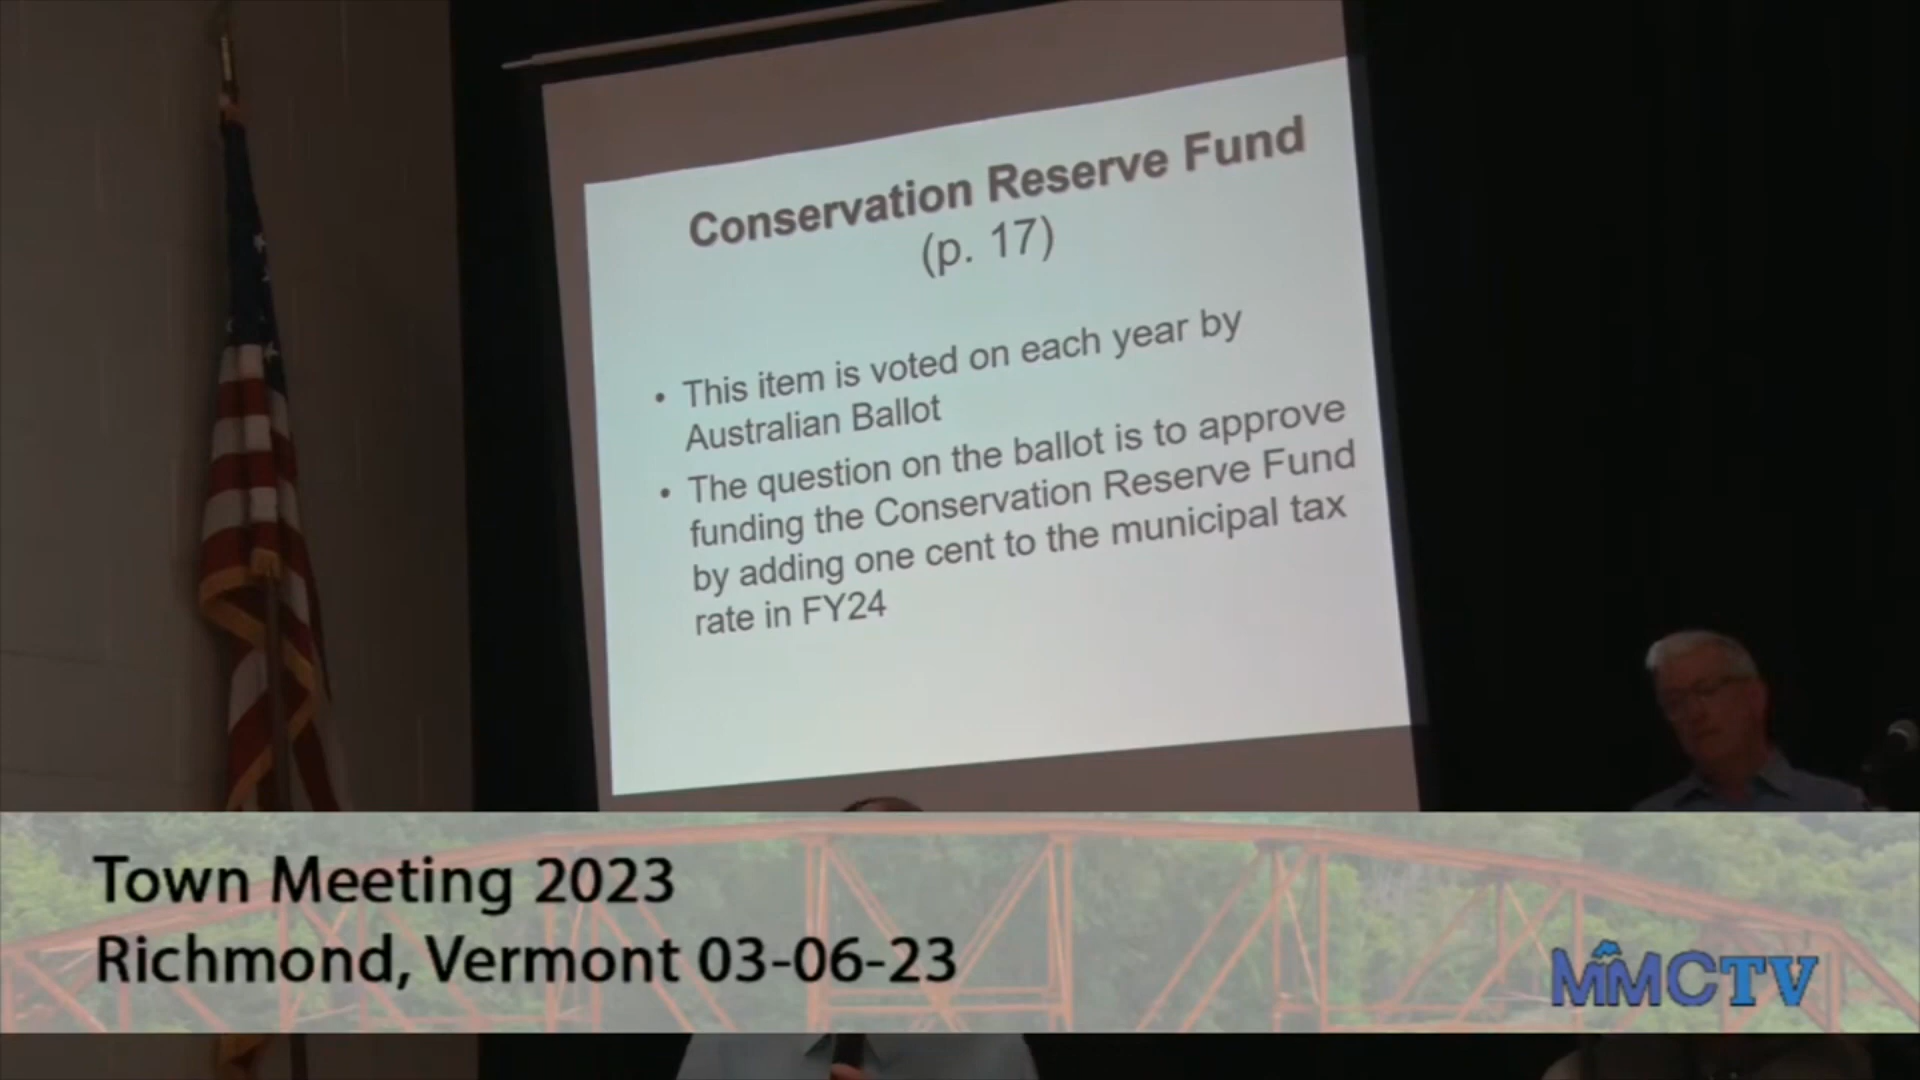 Conservation Reserve Fund
(p. 17)
• This item is voted on each year by
Australian Ballot
• The question on the ballot is to approve
funding the Conservation Reserve Fund
by adding one cent to the municipal tax
rate in FY24
Town Meeting 2023
Richmond, Vermont 03-06-23
MMCTV